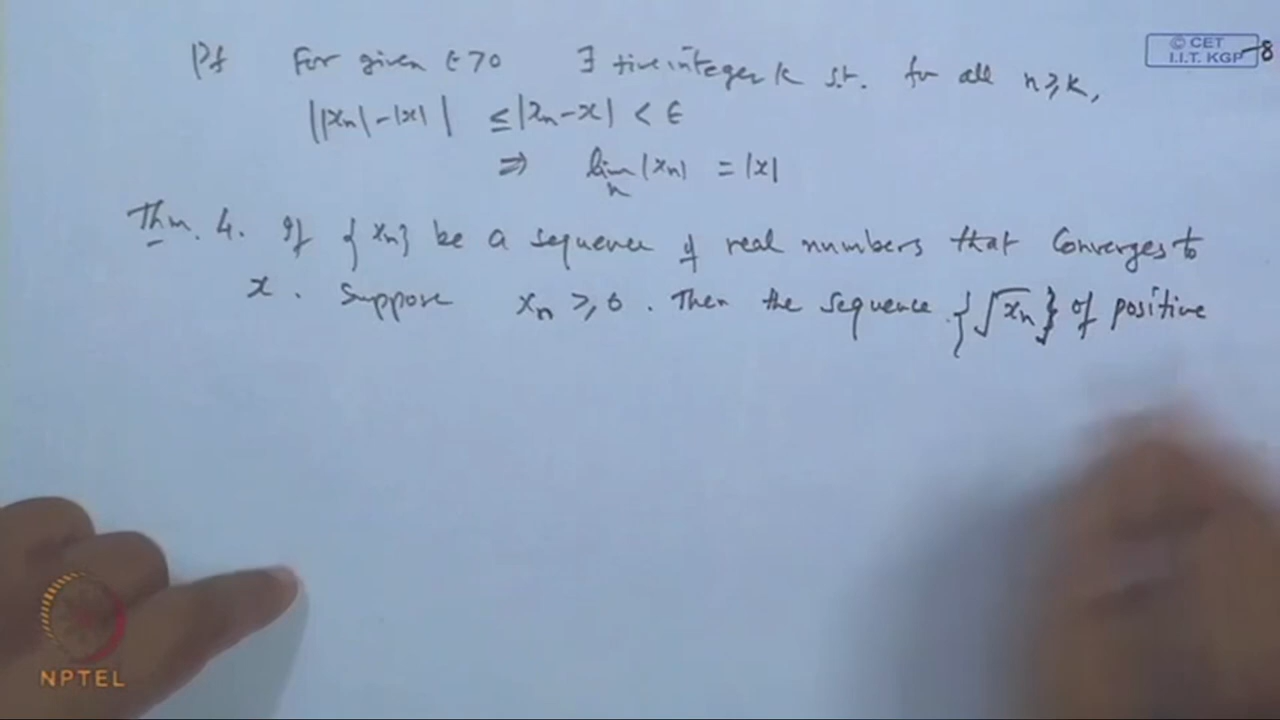 © CET
I.I.T. KGP -8
Pf For given ε>0 ∃ +ive integer K s.t. for all n≥K,
||xn|-|x|| ≤|xn-x| < ε
⇒ lim |xn| = |x|
n
Thm. 4. If {xn} be a sequence of real numbers that Converges to
x. Suppose xn ≥0. Then the sequence {√xn} of positive
NPTEL